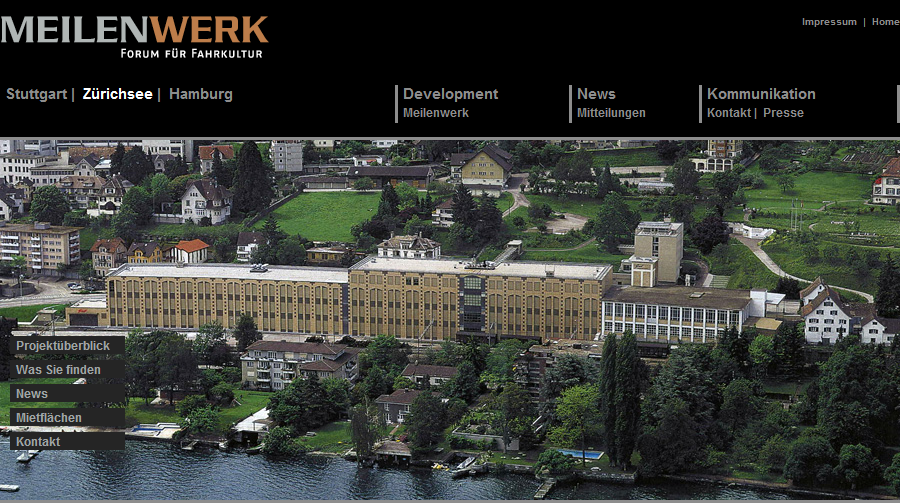 MEILENWERK
FORUM FÜR FAHRKULTUR
Impressum | Home
Stuttgart | Zürichsee | Hamburg
Development
Meilenwerk
News
Mitteilungen
Kommunikation
Kontakt | Presse
Projektüberblick
Was Sie finden
News
Mietflächen
Kontakt